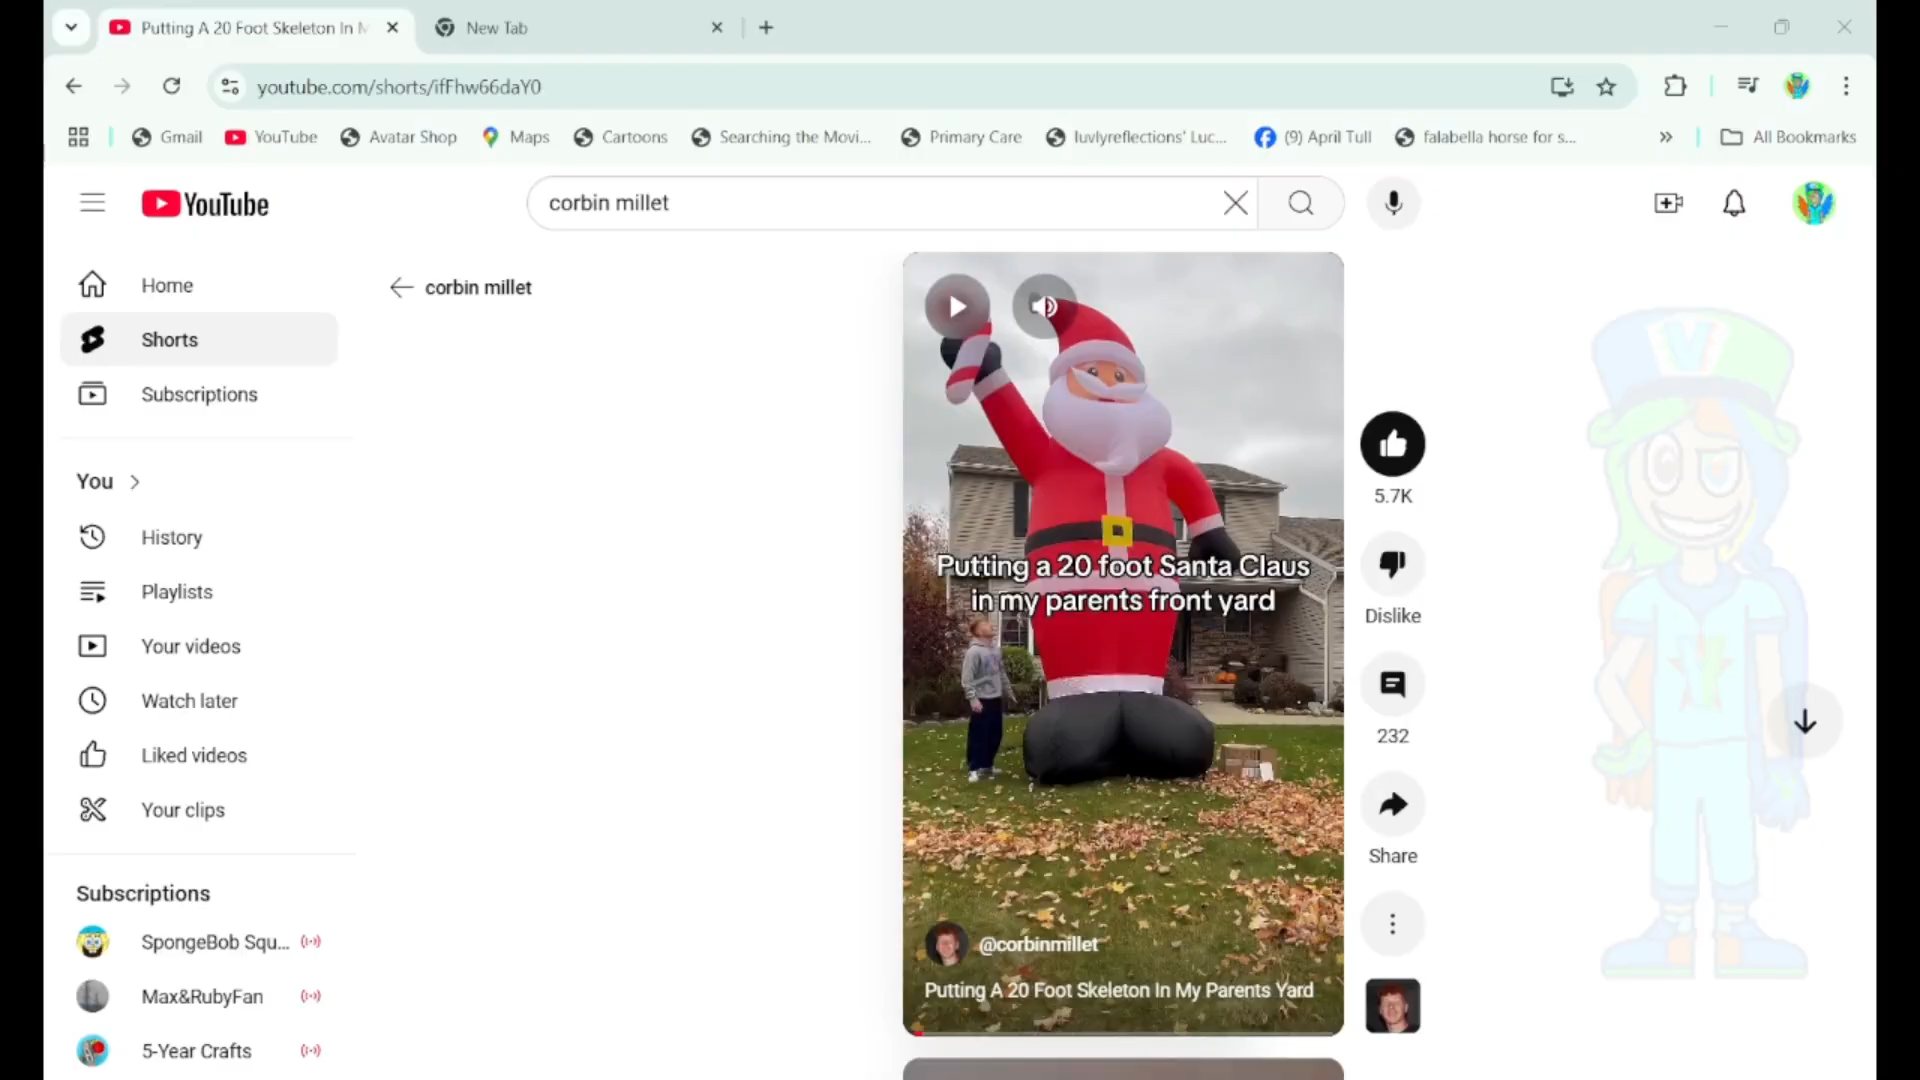 Putting A 20 Foot Skeleton In M
New Tab
youtube.com/shorts/ifFhw66daY0
Gmail
YouTube
Avatar Shop
Maps
Cartoons
Searching the Movi...
Primary Care
luvlyreflections' Luc...
(9) April Tull
falabella horse for s...
All Bookmarks
YouTube
corbin millet
Home
Shorts
Subscriptions
You
History
Playlists
Your videos
Watch later
Liked videos
Your clips
Subscriptions
SpongeBob Squ...
Max&RubyFan
5-Year Crafts
corbin millet
Putting a 20 foot Santa Claus
in my parents front yard
@corbinmillet
Putting A 20 Foot Skeleton In My Parents Yard
5.7K
Dislike
232
Share
V